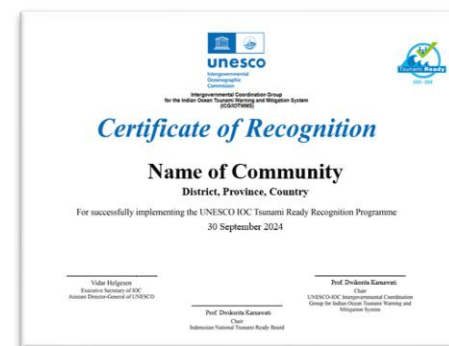 unesco
Intergovernmental
Oceanographic
Commission
Intergovernmental Coordination Group
for the Indian Ocean Tsunami Warning and Mitigation System
(ICG/IOTWMS)
Tsunami Ready
Certificate of Recognition
Name of Community
District, Province, Country
For successfully implementing the UNESCO IOC Tsunami Ready Recognition Programme
30 September 2024
Vidar Helgesen
Executive Secretary of IOC
Assistant Director-General of UNESCO
Prof. Dwikorita Karnawati
Chair
Indonesian National Tsunami Ready Board
Prof. Dwikorita Karnawati
Chair
UNESCO-IOC Intergovernmental Coordination
Group for Indian Ocean Tsunami Warning and
Mitigation System